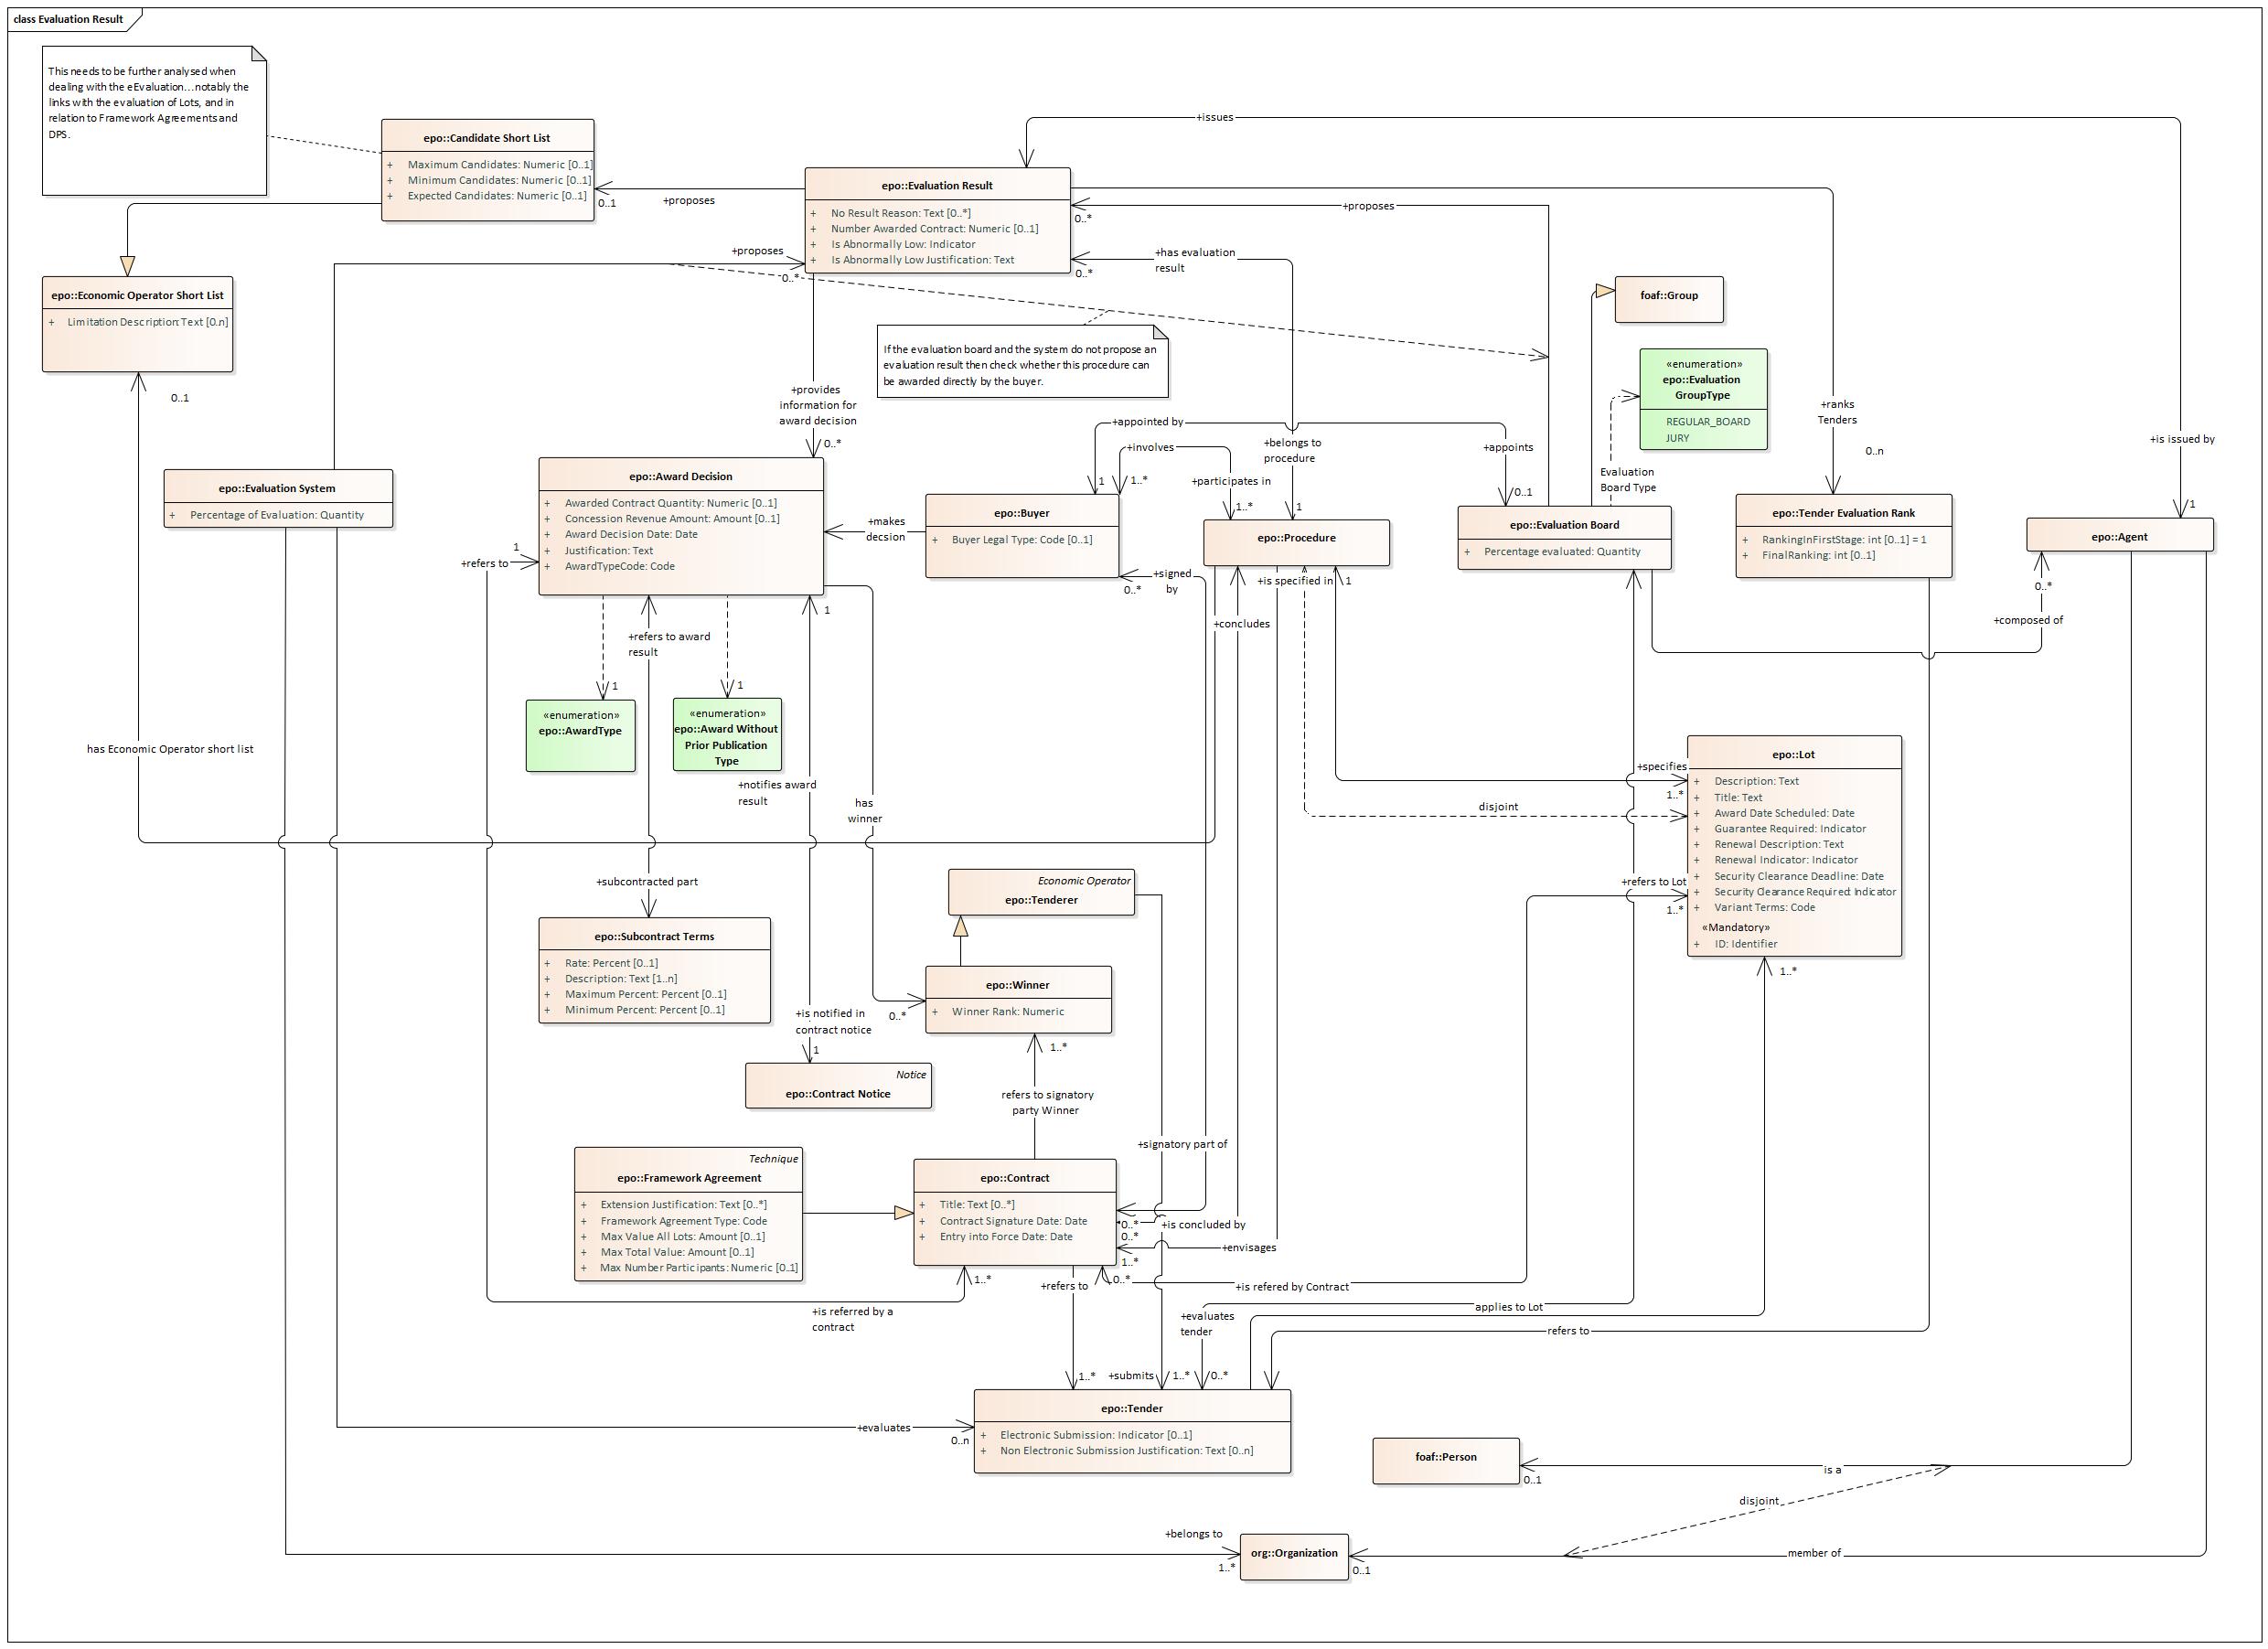 class Evaluation Result
This needs to be further analysed when
dealing with the eEvaluation...notably the
links with the evaluation of Lots, and in
relation to Framework Agreements and
DPS.
epo::Candidate Short List
+ Maximum Candidates: Numeric [0..1]
+ Minimum Candidates: Numeric [0..1]
+ Expected Candidates: Numeric [0..1]
0..1
+proposes
+issues
epo::Evaluation Result
+ No Result Reason: Text [0..*]
+ Number Awarded Contract: Numeric [0..1]
+ Is Abnormally Low: Indicator
+ Is Abnormally Low Justification: Text
+proposes
0..*
+proposes
0..*
+has evaluation
result
0..*
epo::Economic Operator Short List
+ Limitation Description: Text [0.n]
0..1
foaf::Group
If the evaluation board and the system do not propose an
evaluation result then check whether this procedure can
be awarded directly by the buyer.
«enumeration»
epo::Evaluation
GroupType
REGULAR_BOARD
JURY
+provides
information for
award decision
0..*
+ranks
Tenders
0..n
+is issued by
1
+appointed by
1
+involves
1..*
+participates in
1..*
+belongs to
procedure
1
+appoints
0..1
Evaluation
Board Type
epo::Evaluation System
+ Percentage of Evaluation: Quantity
epo::Award Decision
+ Awarded Contract Quantity: Numeric [0..1]
+ Concession Revenue Amount: Amount [0..1]
+ Award Decision Date: Date
+ Justification: Text
+ AwardTypeCode: Code
+makes
decsion
epo::Buyer
+ Buyer Legal Type: Code [0..1]
epo::Procedure
epo::Evaluation Board
+ Percentage evaluated: Quantity
epo::Tender Evaluation Rank
+ RankingInFirstStage: int [0..1] = 1
+ FinalRanking: int [0..1]
epo::Agent
1
+refers to
+signed
by
0..*
+is specified in
1
+concludes
0..*
+composed of
1
+refers to award
result
1
«enumeration»
epo::AwardType
1
«enumeration»
epo::Award Without
Prior Publication
Type
+notifies award
result
has
winner
has Economic Operator short list
+specifies
1..*
disjoint
epo::Lot
+ Description: Text
+ Title: Text
+ Award Date Scheduled: Date
+ Guarantee Required: Indicator
+ Renewal Description: Text
+ Renewal Indicator: Indicator
+ Security Clearance Deadline: Date
+ Security Clearance Required: Indicator
+ Variant Terms: Code
«Mandatory»
+ ID: Identifier
+refers to Lot
1..*
1..*
+subcontracted part
epo::Subcontract Terms
+ Rate: Percent [0..1]
+ Description: Text [1..n]
+ Maximum Percent: Percent [0..1]
+ Minimum Percent: Percent [0..1]
Economic Operator
epo::Tenderer
epo::Winner
+ Winner Rank: Numeric
0..*
1..*
+is notified in
contract notice
1
Notice
epo::Contract Notice
refers to signatory
party Winner
+signatory part of
Technique
epo::Framework Agreement
+ Extension Justification: Text [0..*]
+ Framework Agreement Type: Code
+ Max Value All Lots: Amount [0..1]
+ Max Total Value: Amount [0..1]
+ Max Number Participants: Numeric [0..1]
epo::Contract
+ Title: Text [0..*]
+ Contract Signature Date: Date
+ Entry into Force Date: Date
0..*
+is concluded by
0..*
+envisages
1..*
1..*
+refers to
0..*
+is refered by Contract
+is referred by a
contract
+evaluates
tender
applies to Lot
refers to
1..*
+submits
1..*
0..*
epo::Tender
+ Electronic Submission: Indicator [0..1]
+ Non Electronic Submission Justification: Text [0..n]
+evaluates
0..n
foaf::Person
0..1
is a
disjoint
+belongs to
1..*
org::Organization
0..1
member of